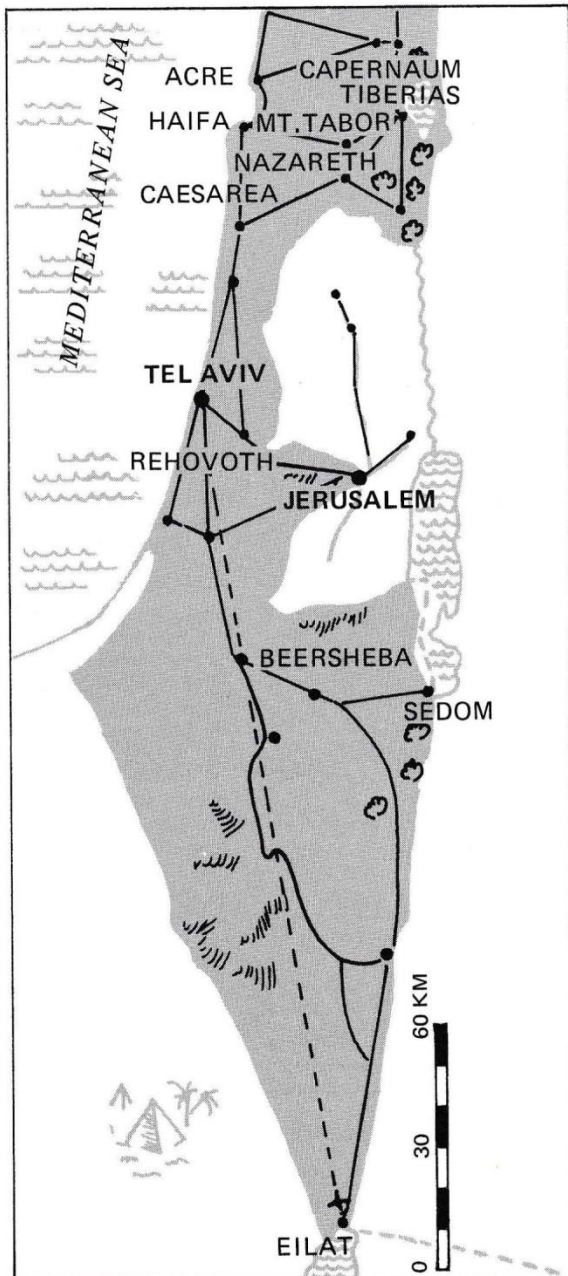 MEDITERRANEAN SEA
ACRE
CAPERNAUM
TIBERIAS
HAIFA
MT. TABOR
NAZARETH
CAESAREA
TEL AVIV
REHOVOTH
JERUSALEM
BEERSHEBA
SEDOM
60 KM
30
0
EILAT